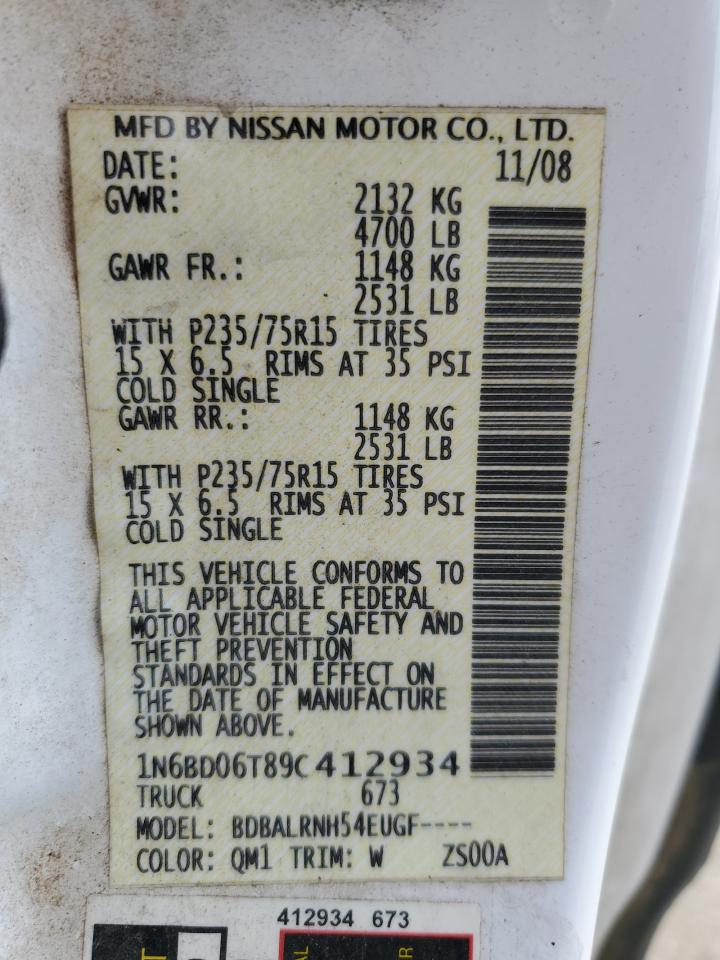 MFD BY NISSAN MOTOR CO., LTD.
DATE: 11/08
GVWR: 2132 KG
4700 LB
GAWR FR.: 1148 KG
2531 LB
WITH P235/75R15 TIRES
15 X 6.5 RIMS AT 35 PSI
COLD SINGLE
GAWR RR.: 1148 KG
2531 LB
WITH P235/75R15 TIRES
15 X 6.5 RIMS AT 35 PSI
COLD SINGLE
THIS VEHICLE CONFORMS TO
ALL APPLICABLE FEDERAL
MOTOR VEHICLE SAFETY AND
THEFT PREVENTION
STANDARDS IN EFFECT ON
THE DATE OF MANUFACTURE
SHOWN ABOVE.
1N6BD06T89C412934
TRUCK 673
MODEL: BDBALRNH54EUGF----
COLOR: QM1 TRIM: W ZS00A
412934 673